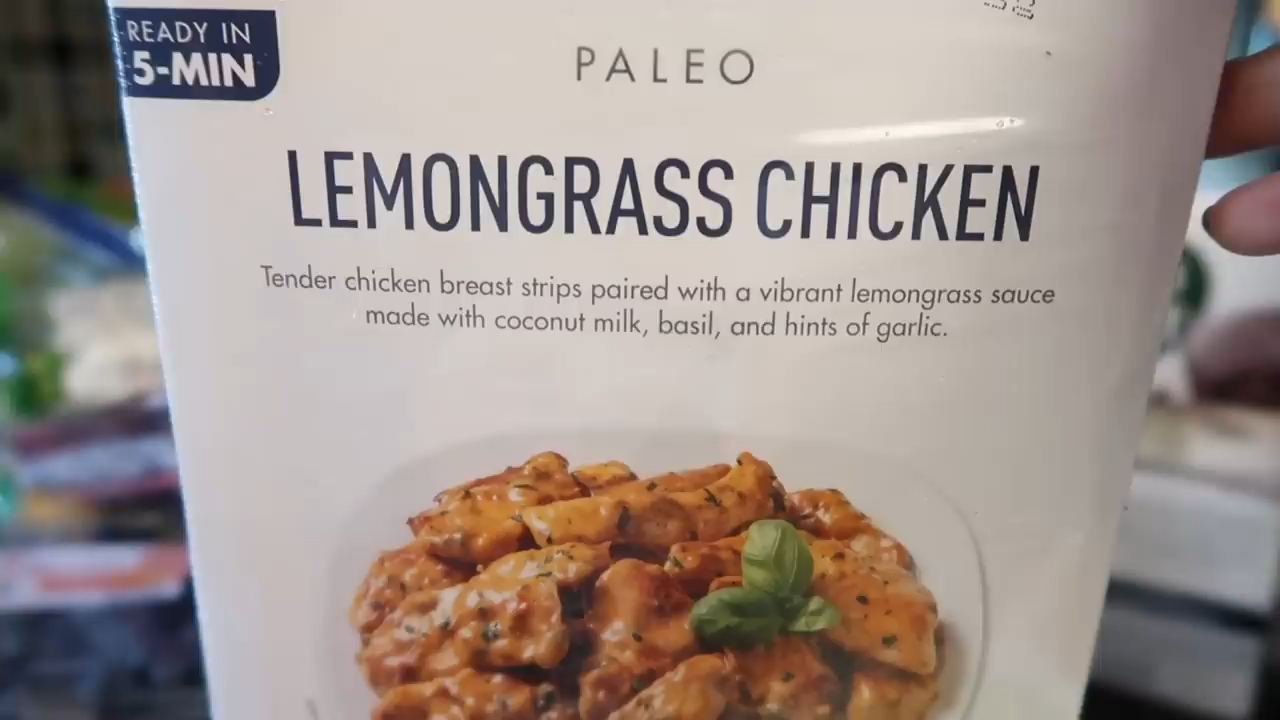 READY IN
5-MIN
PALEO
LEMONGRASS CHICKEN
Tender chicken breast strips paired with a vibrant lemongrass sauce
made with coconut milk, basil, and hints of garlic.